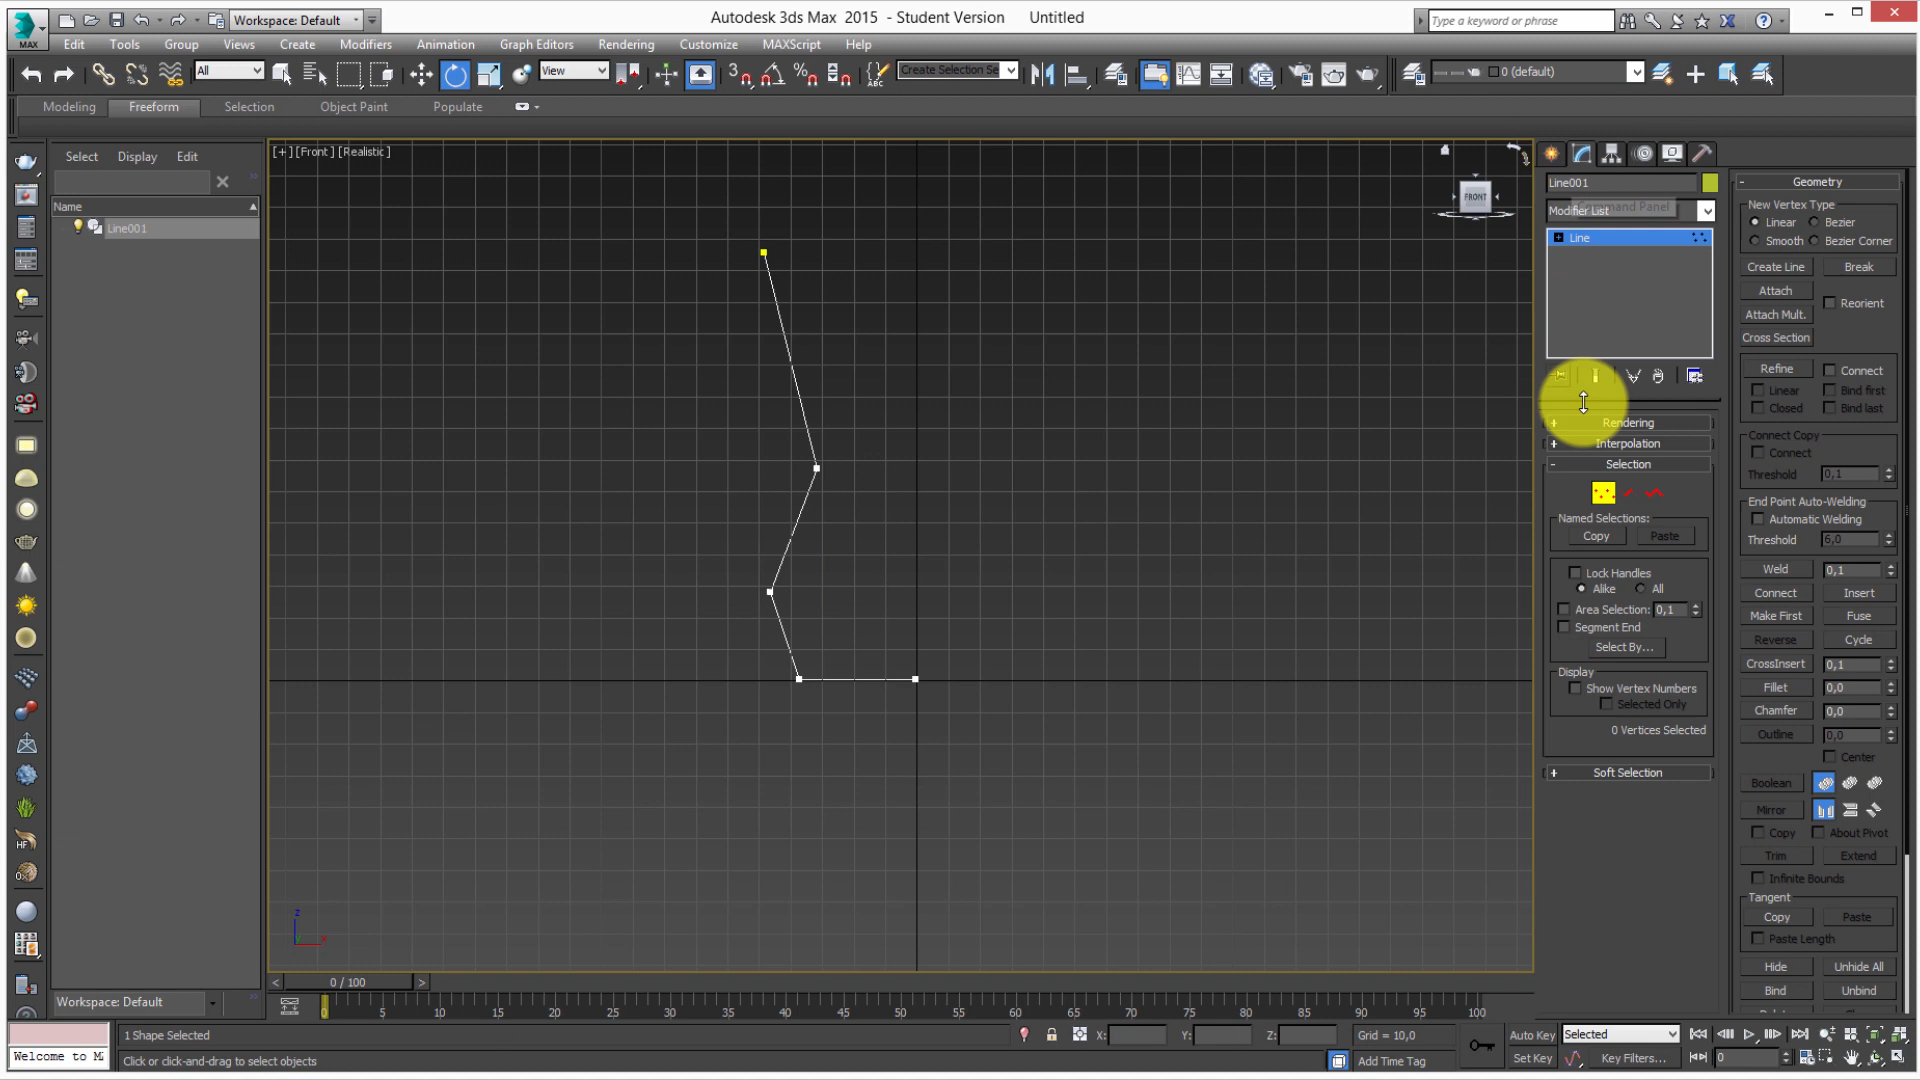 Workspace: Default
Autodesk 3ds Max 2015 - Student Version Untitled
Type a keyword or phrase
MAX
Edit Tools Group Views Create Modifiers Animation Graph Editors Rendering Customize MAXScript Help
All
View
Create Selection Se
0 (default)
Modeling Freeform Selection Object Paint Populate
Select Display Edit
Name
Line001
[+] [Front] [Realistic]
FRONT
Line001
Modifier List
Line
Rendering
Interpolation
Selection
Named Selections:
Copy Paste
Lock Handles
Alike All
Area Selection: 0,1
Segment End
Select By...
Display
Show Vertex Numbers
Selected Only
0 Vertices Selected
Soft Selection
Geometry
New Vertex Type
Linear Bezier
Smooth Bezier Corner
Create Line Break
Attach
Reorient
Attach Mult.
Cross Section
Refine Connect
Linear Bind first
Closed Bind last
Connect Copy
Connect
Threshold 0,1
End Point Auto-Welding
Automatic Welding
Threshold 6,0
Weld 0,1
Connect Insert
Make First Fuse
Reverse Cycle
CrossInsert 0,1
Fillet 0,0
Chamfer 0,0
Outline 0,0
Center
Boolean
Mirror
Copy About Pivot
Trim Extend
Infinite Bounds
Tangent
Copy Paste
Paste Length
Hide Unhide All
Bind Unbind
z
x
HF
< 0 / 100 >
Workspace: Default
0 5 10 15 20 25 30 35 40 45 50 55 60 65 70 75 80 85 90 95 100
1 Shape Selected
X: Y: Z: Grid = 10,0
Auto Key Selected
Welcome to M
Click or click-and-drag to select objects
Add Time Tag
Set Key Key Filters... 0